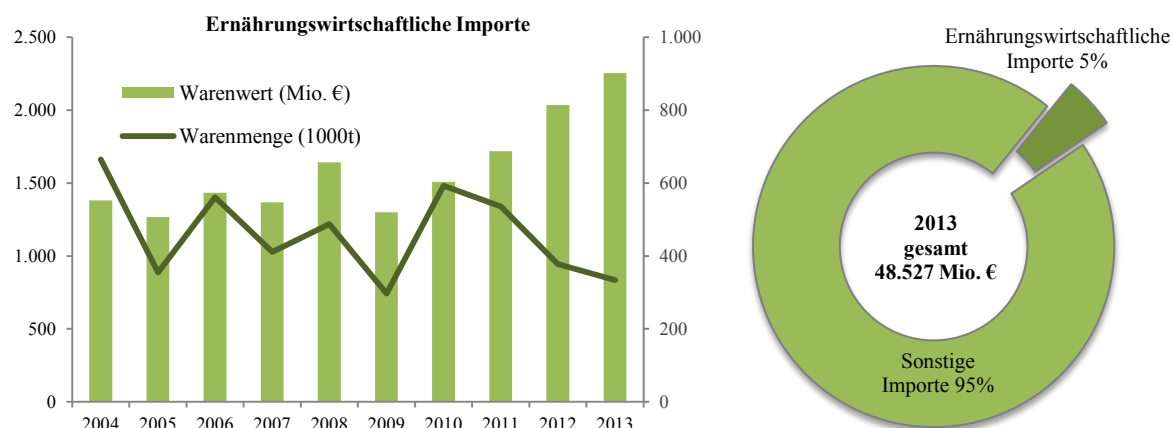 Ernährungswirtschaftliche Importe
2.500
2.000
1.500
1.000
500
0
Warenwert (Mio. €)
Warenmenge (1000t)
1.000
800
600
400
200
0
2004 2005 2006 2007 2008 2009 2010 2011 2012 2013
Ernährungswirtschaftliche
Importe 5%
2013
gesamt
48.527 Mio. €
Sonstige
Importe 95%